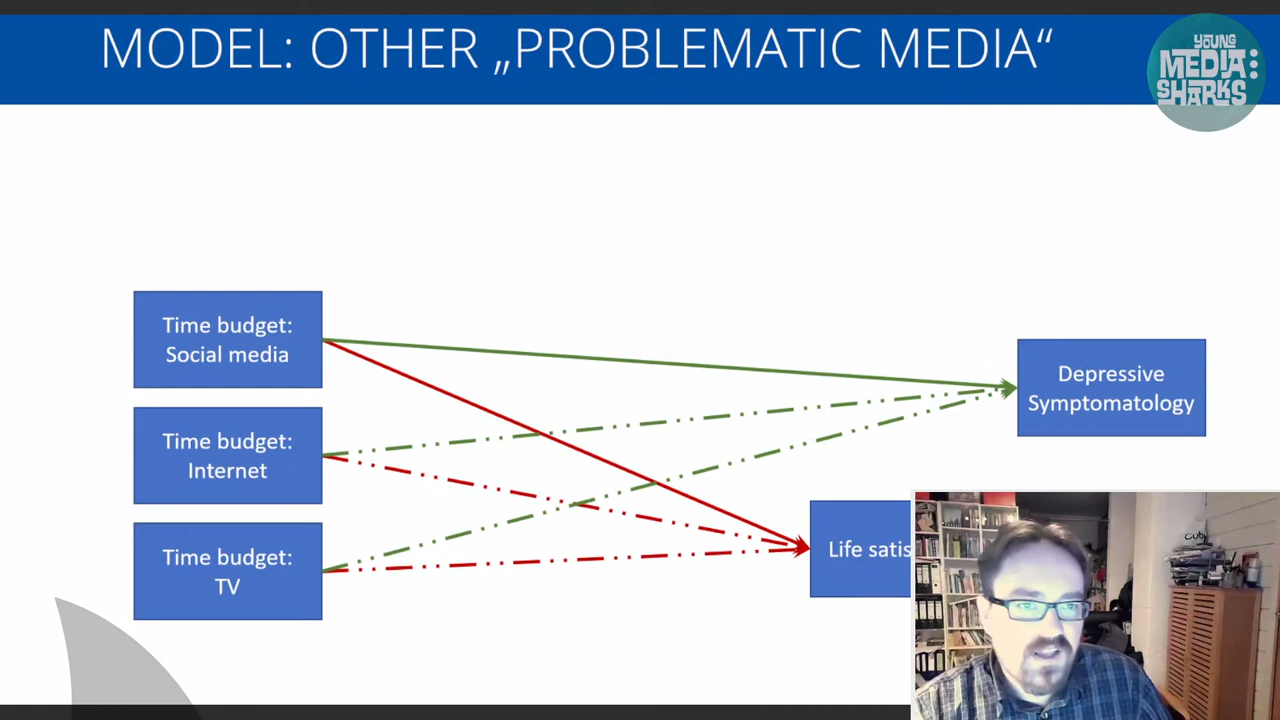 MODEL: OTHER „PROBLEMATIC MEDIA“
YOUNG
MEDIA:
SHARKS
Time budget:
Social media
Time budget:
Internet
Time budget:
TV
Depressive
Symptomatology
Life satis